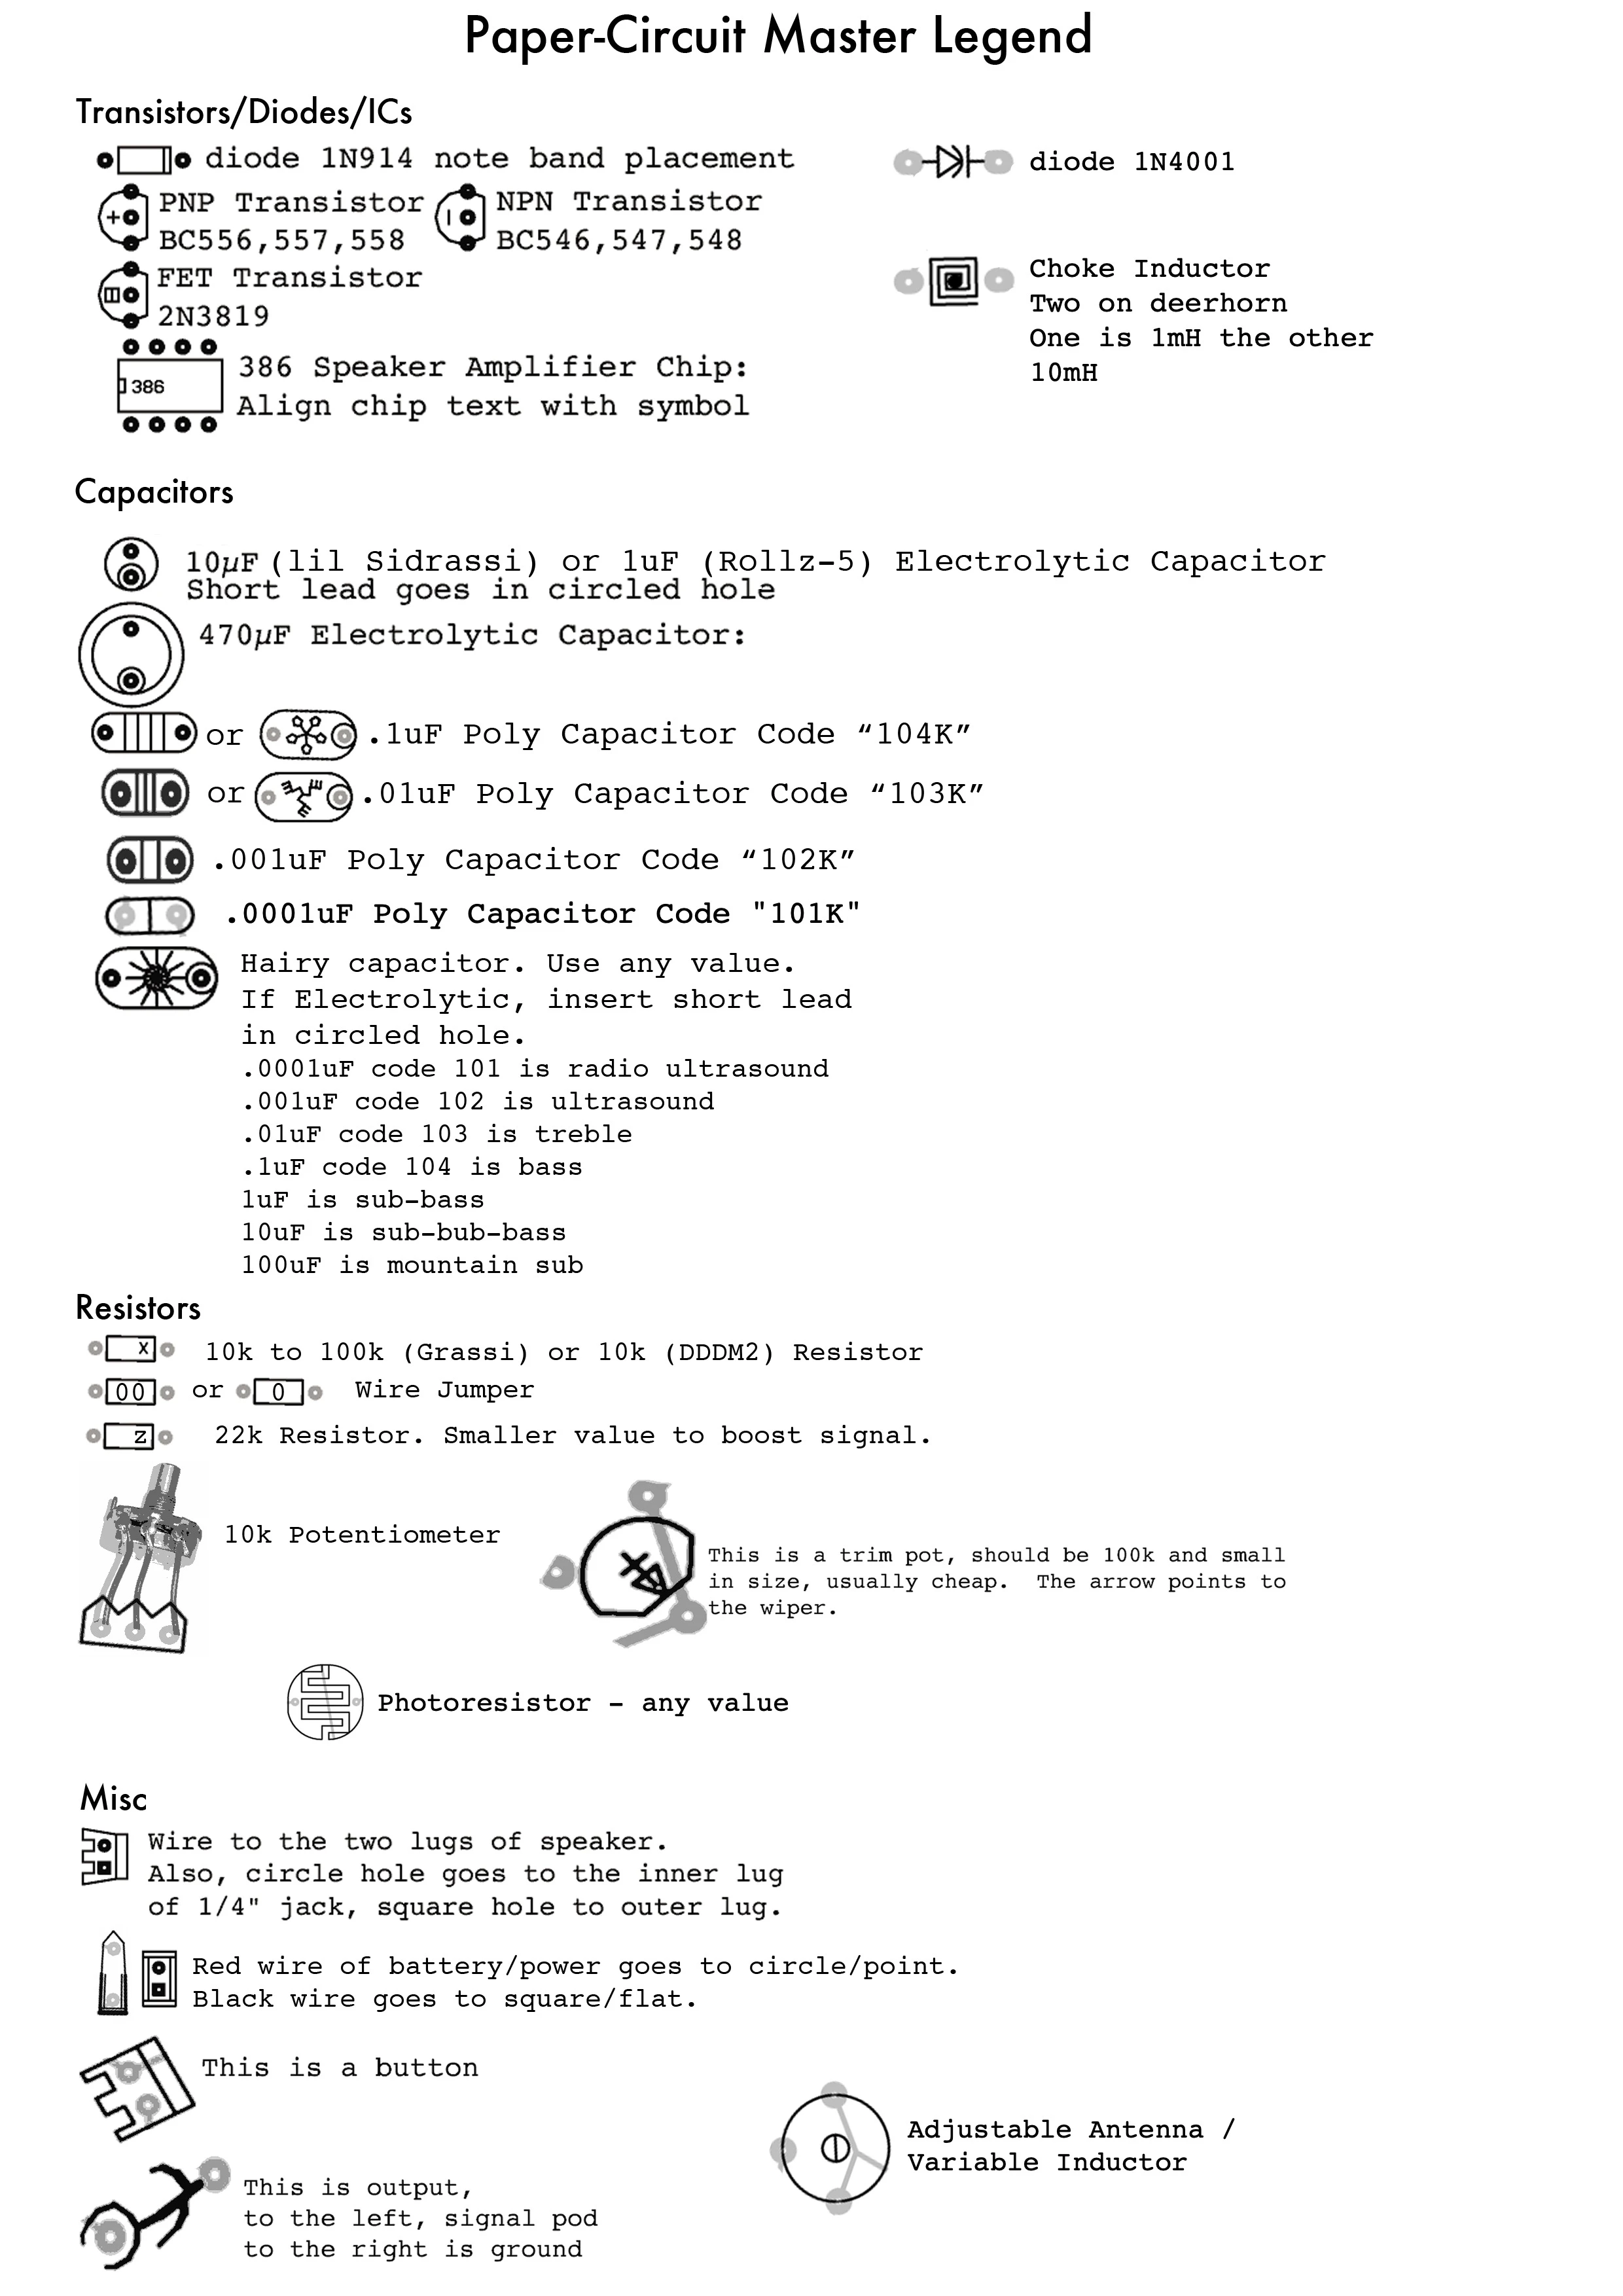 Paper-Circuit Master Legend
Transistors/Diodes/ICs
diode 1N914 note band placement
diode 1N4001
+ PNP Transistor
BC556,557,558
NPN Transistor
BC546,547,548
FET Transistor
2N3819
Choke Inductor
Two on deerhorn
One is 1mH the other
10mH
386
386 Speaker Amplifier Chip:
Align chip text with symbol
Capacitors
10µF (lil Sidrassi) or 1uF (Rollz-5) Electrolytic Capacitor
Short lead goes in circled hole
470µF Electrolytic Capacitor:
or .1uF Poly Capacitor Code “104K”
or .01uF Poly Capacitor Code “103K”
.001uF Poly Capacitor Code “102K”
.0001uF Poly Capacitor Code "101K"
Hairy capacitor. Use any value.
If Electrolytic, insert short lead
in circled hole.
.0001uF code 101 is radio ultrasound
.001uF code 102 is ultrasound
.01uF code 103 is treble
.1uF code 104 is bass
1uF is sub-bass
10uF is sub-bub-bass
100uF is mountain sub
Resistors
x 10k to 100k (Grassi) or 10k (DDDM2) Resistor
00 or 0 Wire Jumper
z 22k Resistor. Smaller value to boost signal.
10k Potentiometer
This is a trim pot, should be 100k and small
in size, usually cheap. The arrow points to
the wiper.
Photoresistor - any value
Misc
Wire to the two lugs of speaker.
Also, circle hole goes to the inner lug
of 1/4" jack, square hole to outer lug.
Red wire of battery/power goes to circle/point.
Black wire goes to square/flat.
This is a button
Adjustable Antenna /
Variable Inductor
This is output,
to the left, signal pod
to the right is ground